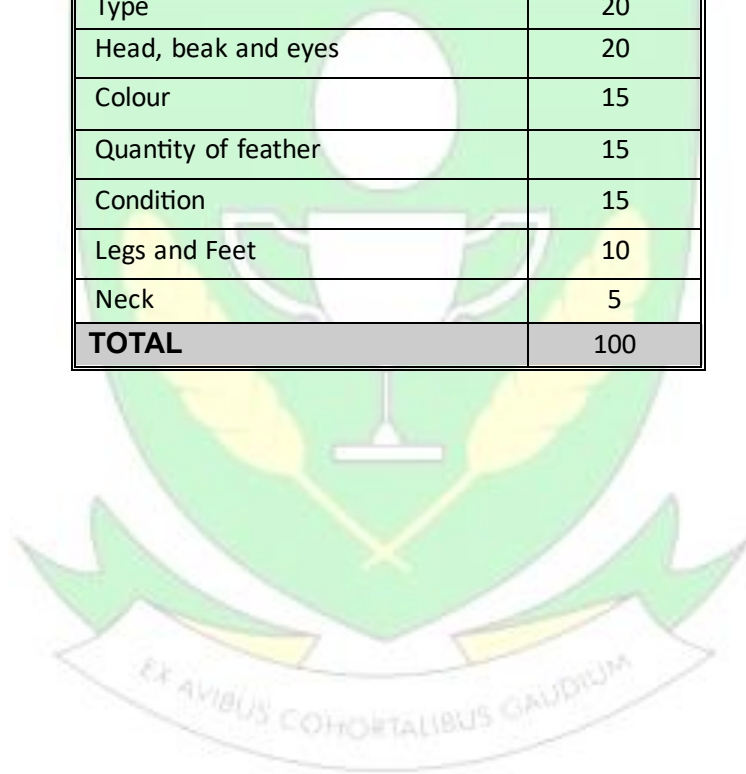 Type 20
Head, beak and eyes 20
Colour 15
Quantity of feather 15
Condition 15
Legs and Feet 10
Neck 5
TOTAL 100
EX AVIBUS COHORTALIBUS GAUDIUM